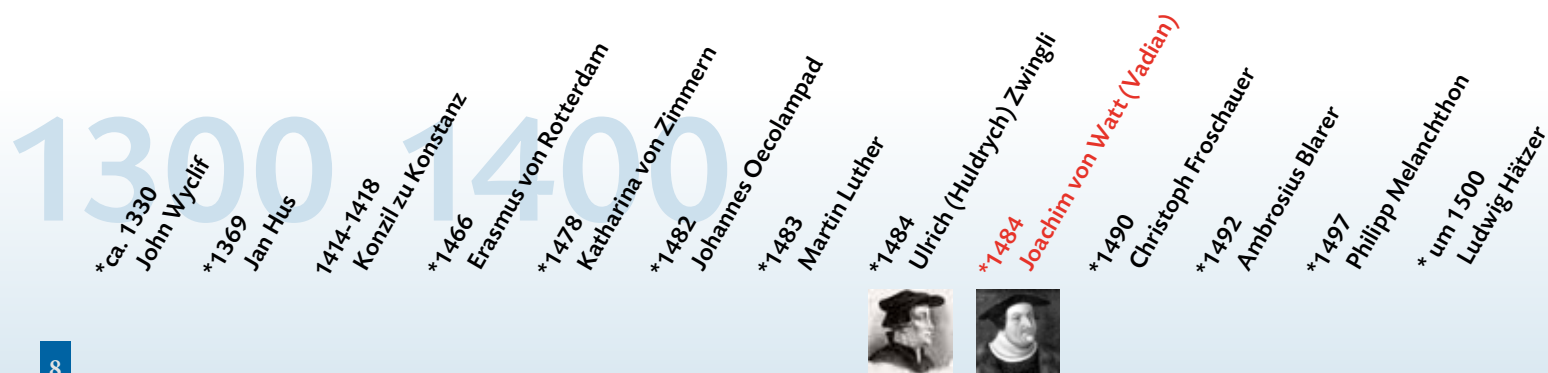 1300 1400
*ca. 1330
John Wyclif
*1369
Jan Hus
1414-1418
Konzil zu Konstanz
*1466
Erasmus von Rotterdam
*1478
Katharina von Zimmern
*1482
Johannes Oecolampad
*1483
Martin Luther
*1484
Ulrich (Huldrych) Zwingli
*1484
Joachim von Watt (Vadian)
*1490
Christoph Froschauer
*1492
Ambrosius Blarer
*1497
Philipp Melanchthon
* um 1500
Ludwig Hätzer
8